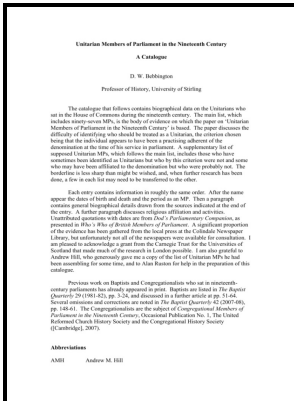 Unitarian Members of Parliament in the Nineteenth Century
A Catalogue
D. W. Bebbington
Professor of History, University of Stirling
The catalogue that follows contains biographical data on the Unitarians who
sat in the House of Commons during the nineteenth century. The main list, which
includes ninety-seven MPs, is the body of evidence on which the paper on 'Unitarian
Members of Parliament in the Nineteenth Century' is based. The paper discusses the
difficulty of identifying who should be treated as a Unitarian, the criterion chosen
being that the individual appears to have been a practising adherent of the
denomination at the time of his service in parliament. A supplementary list of
supposed Unitarian MPs, which follows the main list, includes those who have
sometimes been identified as Unitarians but who by this criterion were not and some
who may have been affiliated to the denomination but who were probably not. The
borderline is less sharp than might be wished, and, when further research has been
done, a few in each list may need to be transferred to the other.
Each entry contains information in roughly the same order. After the name
appear the dates of birth and death and the period as an MP. Then a paragraph
contains general biographical details drawn from the sources indicated at the end of
the entry. A further paragraph discusses religious affiliation and activities.
Unattributed quotations with dates are from Dod's Parliamentary Companion, as
presented in Who's Who of British Members of Parliament. A significant proportion
of the evidence has been gathered from the local press at the Colindale Newspaper
Library, but unfortunately not all of the newspapers were available for consultation. I
am pleased to acknowledge a grant from the Carnegie Trust for the Universities of
Scotland that made much of the research in London possible. I am also grateful to
Andrew Hill, who generously gave me a copy of the list of Unitarian MPs he had
been assembling for some time, and to Alan Ruston for help in the preparation of this
catalogue.
Previous work on Baptists and Congregationalists who sat in nineteenth-
century parliaments has already appeared in print. Baptists are listed in The Baptist
Quarterly 29 (1981-82), pp. 3-24, and discussed in a further article at pp. 51-64.
Several omissions and corrections are noted in The Baptist Quarterly 42 (2007-08),
pp. 148-61. The Congregationalists are the subject of Congregational Members of
Parliament in the Nineteenth Century, Occasional Publication No. 1, The United
Reformed Church History Society and the Congregational History Society
([Cambridge], 2007).
Abbreviations
AMH Andrew M. Hill